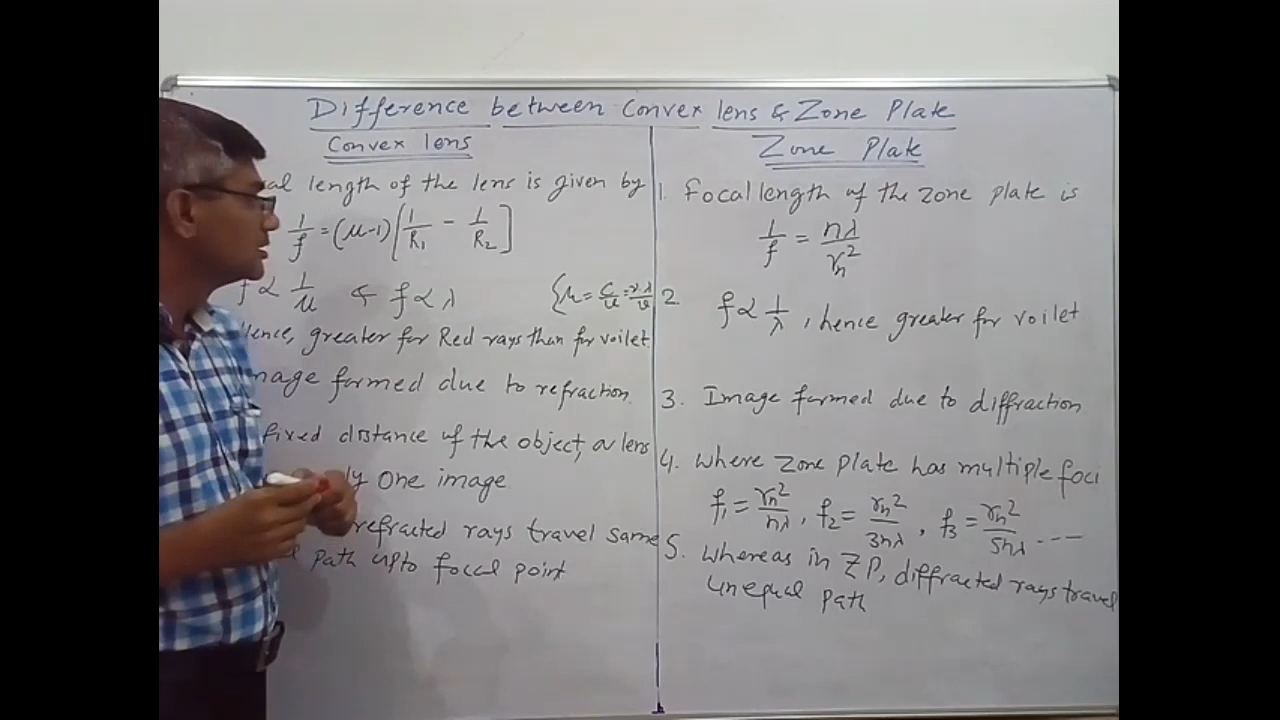 Difference between Convex lens & Zone Plate
Convex lens
al length of the lens is given by
1/f = (μ-1)[1/R₁ - 1/R₂]
f ∝ 1/μ & f ∝ λ {μ = c/v = νλ/v
Hence, greater for Red rays than for voilet
mage formed due to refraction.
fixed distance of the object, a lens
ly one image
refracted rays travel same
path upto focal point
Zone Plate
1. Focal length of the zone plate is
1/f = nλ/rₙ²
2 f ∝ 1/λ, hence greater for voilet
3. Image formed due to diffraction
4. Where zone plate has multiple foci
f₁ = rₙ²/nλ, f₂ = rₙ²/3nλ, f₃ = rₙ²/5nλ ---
5. Whereas in ZP, diffracted rays travel
unequal path